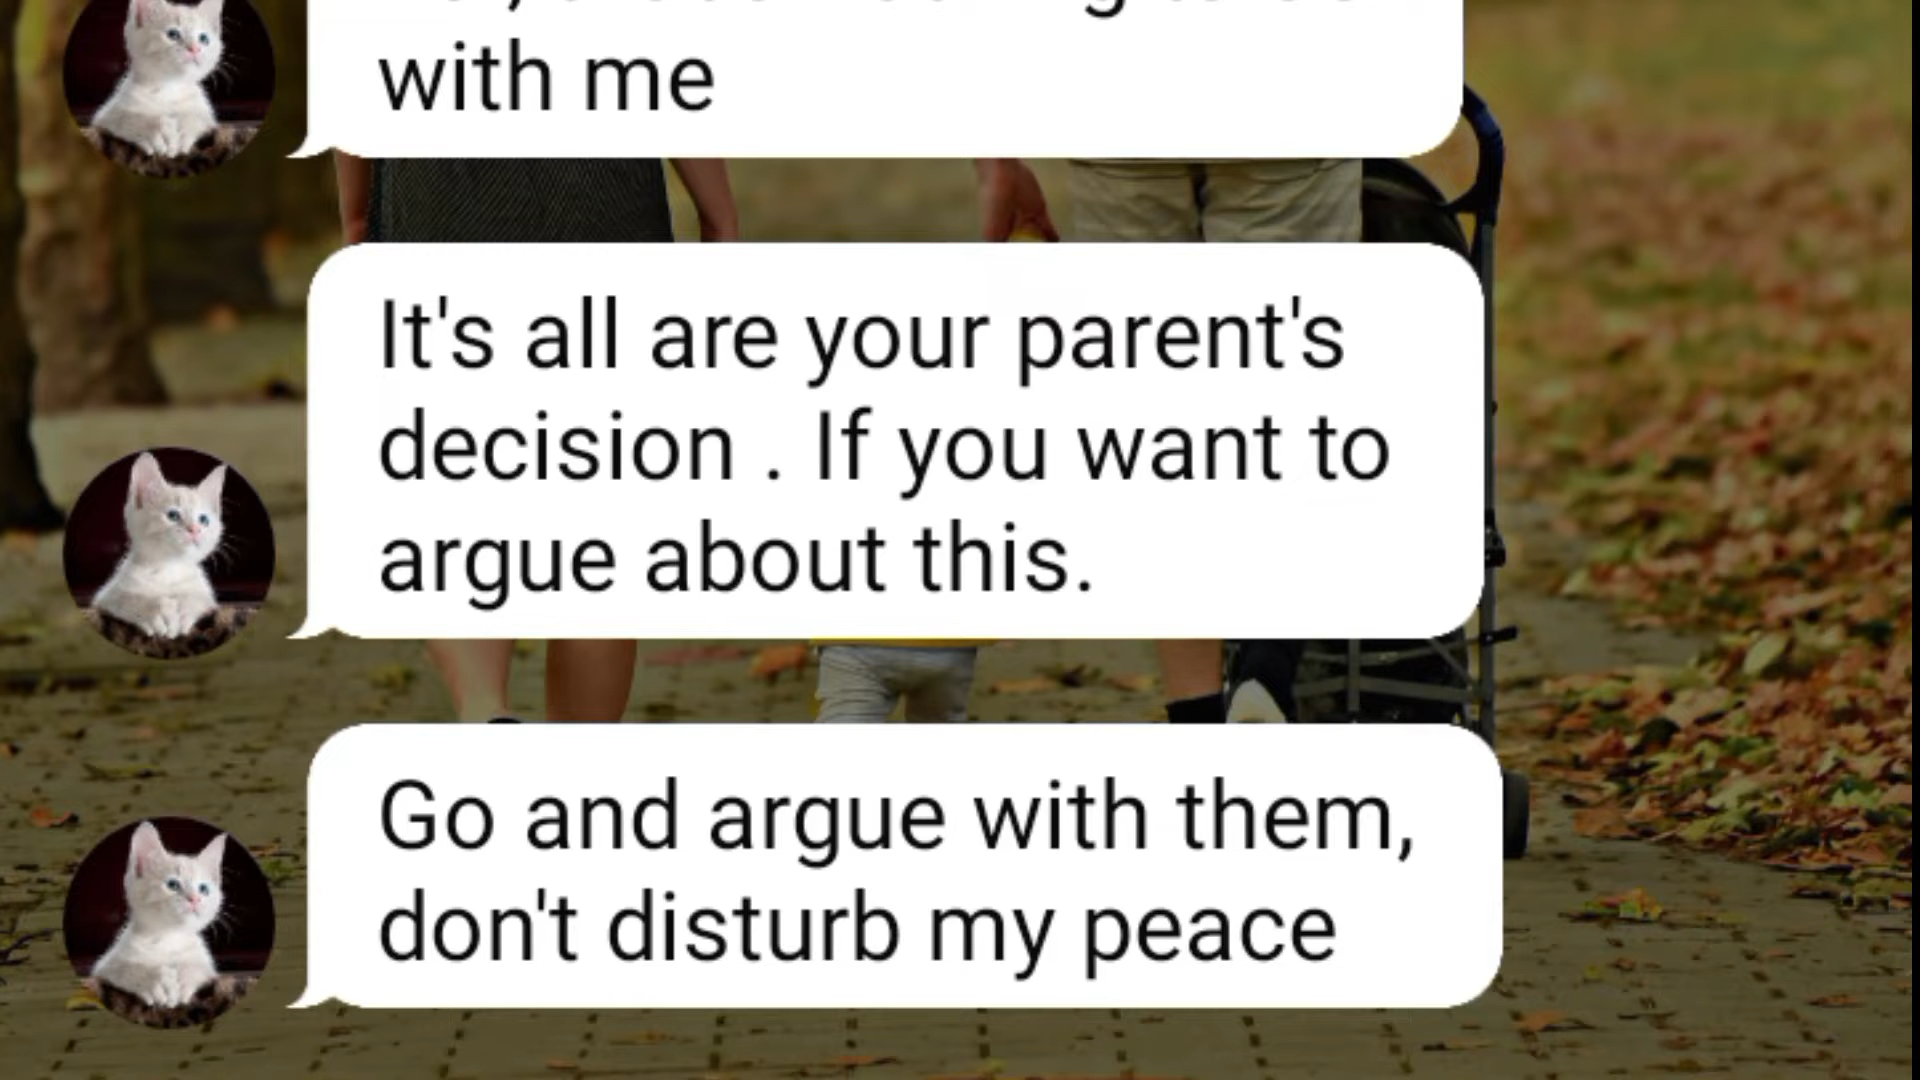 with me
It's all are your parent's
decision . If you want to
argue about this.
Go and argue with them,
don't disturb my peace